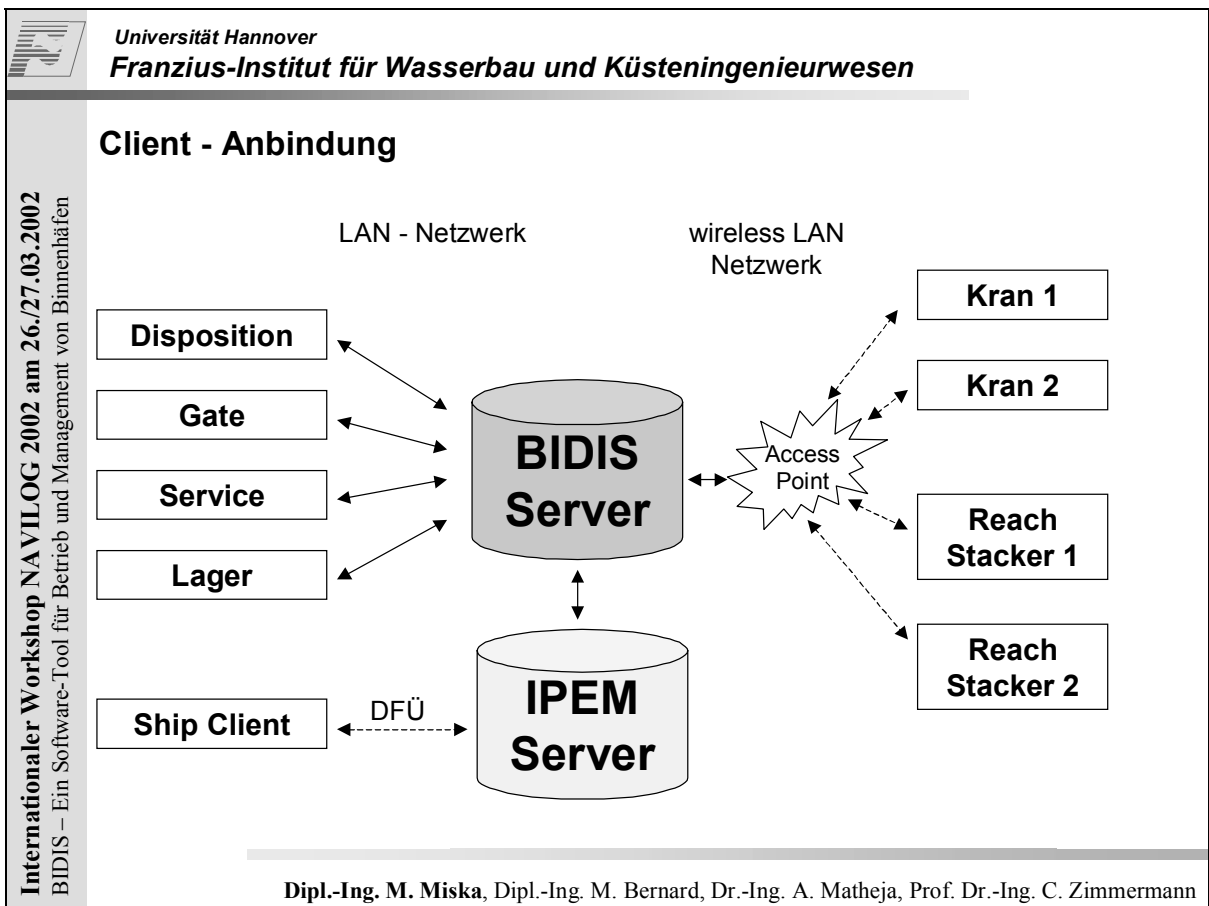 Universität Hannover
Franzius-Institut für Wasserbau und Küsteningenieurwesen
Internationaler Workshop NAVILOG 2002 am 26./27.03.2002
BIDIS – Ein Software-Tool für Betrieb und Management von Binnenhäfen
Client - Anbindung
LAN - Netzwerk
wireless LAN
Netzwerk
Disposition
Gate
Service
Lager
Ship Client
DFÜ
BIDIS
Server
IPEM
Server
Access
Point
Kran 1
Kran 2
Reach
Stacker 1
Reach
Stacker 2
Dipl.-Ing. M. Miska, Dipl.-Ing. M. Bernard, Dr.-Ing. A. Matheja, Prof. Dr.-Ing. C. Zimmermann